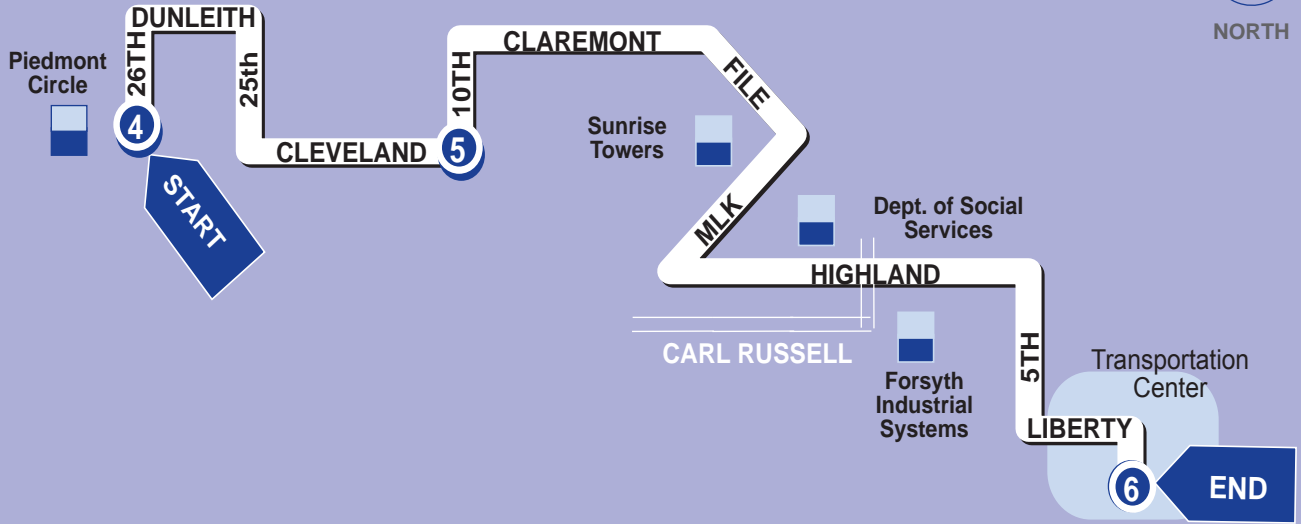 DUNLEITH
NORTH
Piedmont
Circle
26TH
25th
10TH
CLAREMONT
FILE
4
START
CLEVELAND
5
Sunrise
Towers
MLK
Dept. of Social
Services
HIGHLAND
CARL RUSSELL
Forsyth
Industrial
Systems
5TH
Transportation
Center
LIBERTY
6
END